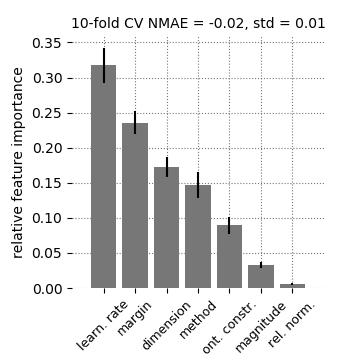 10-fold CV NMAE = -0.02, std = 0.01
relative feature importance
0.35
0.30
0.25
0.20
0.15
0.10
0.05
0.00
learn. rate
margin
dimension
method
ont. constr.
magnitude
rel. norm.